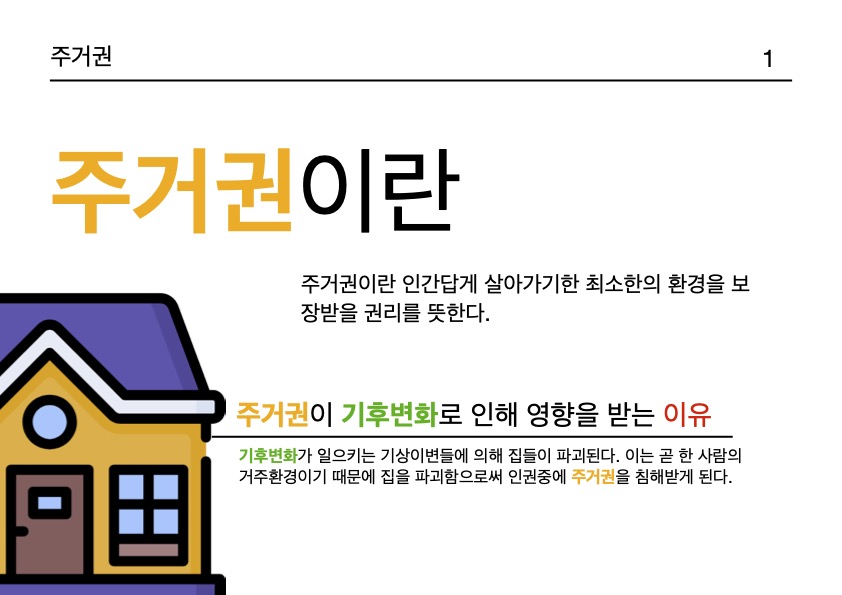 주거권
1
주거권이란
주거권이란 인간답게 살아가기한 최소한의 환경을 보
장받을 권리를 뜻한다.
주거권이 기후변화로 인해 영향을 받는 이유
기후변화가 일으키는 기상이변들에 의해 집들이 파괴된다. 이는 곧 한 사람의
거주환경이기 때문에 집을 파괴함으로써 인권중에 주거권을 침해받게 된다.